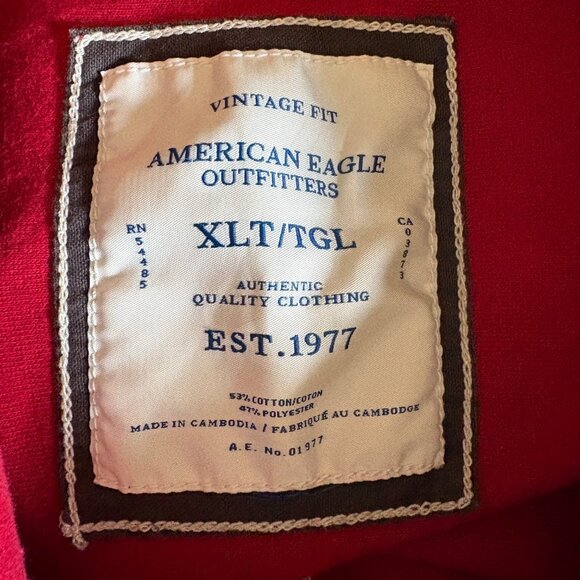 VINTAGE FIT
AMERICAN EAGLE
OUTFITTERS
RN 54485
XLT/TGL
CA 03873
AUTHENTIC
QUALITY CLOTHING
EST.1977
53% COTTON/COTON
47% POLYESTER
MADE IN CAMBODIA / FABRIQUÉ AU CAMBODGE
A.E. No. 01977